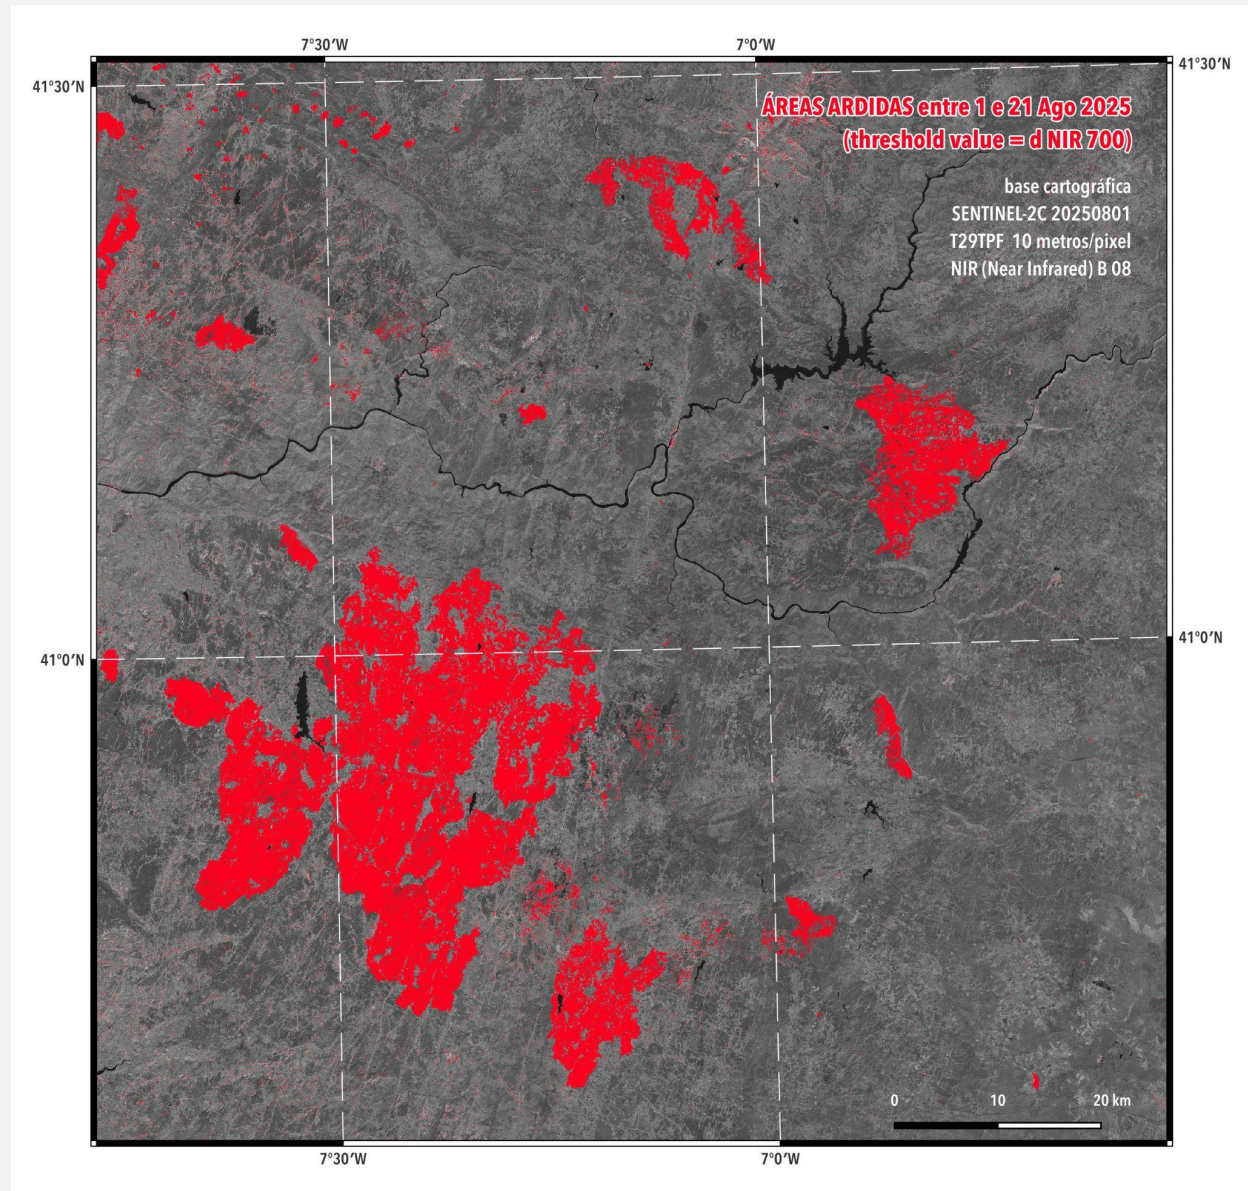 7°30′W
7°0′W
41°30′N
41°30′N
ÁREAS ARDIDAS entre 1 e 21 Ago 2025
(threshold value = d NIR 700)
base cartográfica
SENTINEL-2C 20250801
T29TPF 10 metros/pixel
NIR (Near Infrared) B 08
41°0′N
41°0′N
0 10 20 km
7°30′W
7°0′W